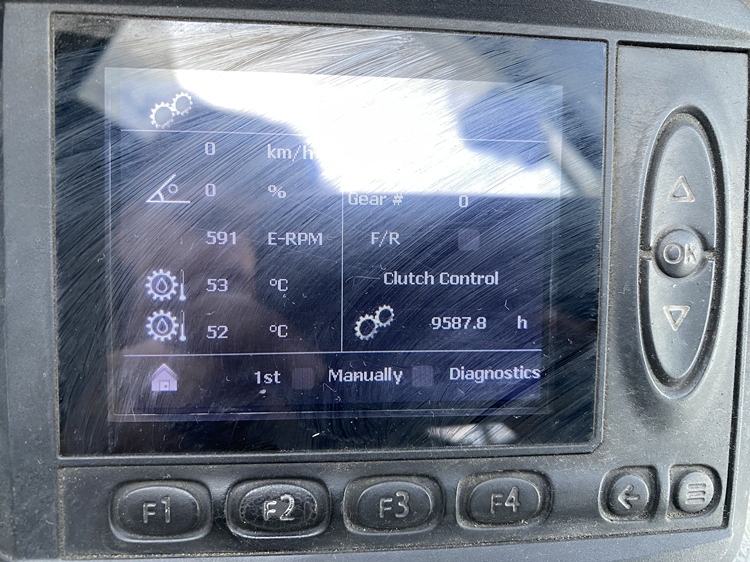 0 km/h
0 %
Gear # 0
591 E-RPM
F/R
53 °C
Clutch Control
52 °C
9587.8 h
1st Manually Diagnostics
OK
F1 F2 F3 F4